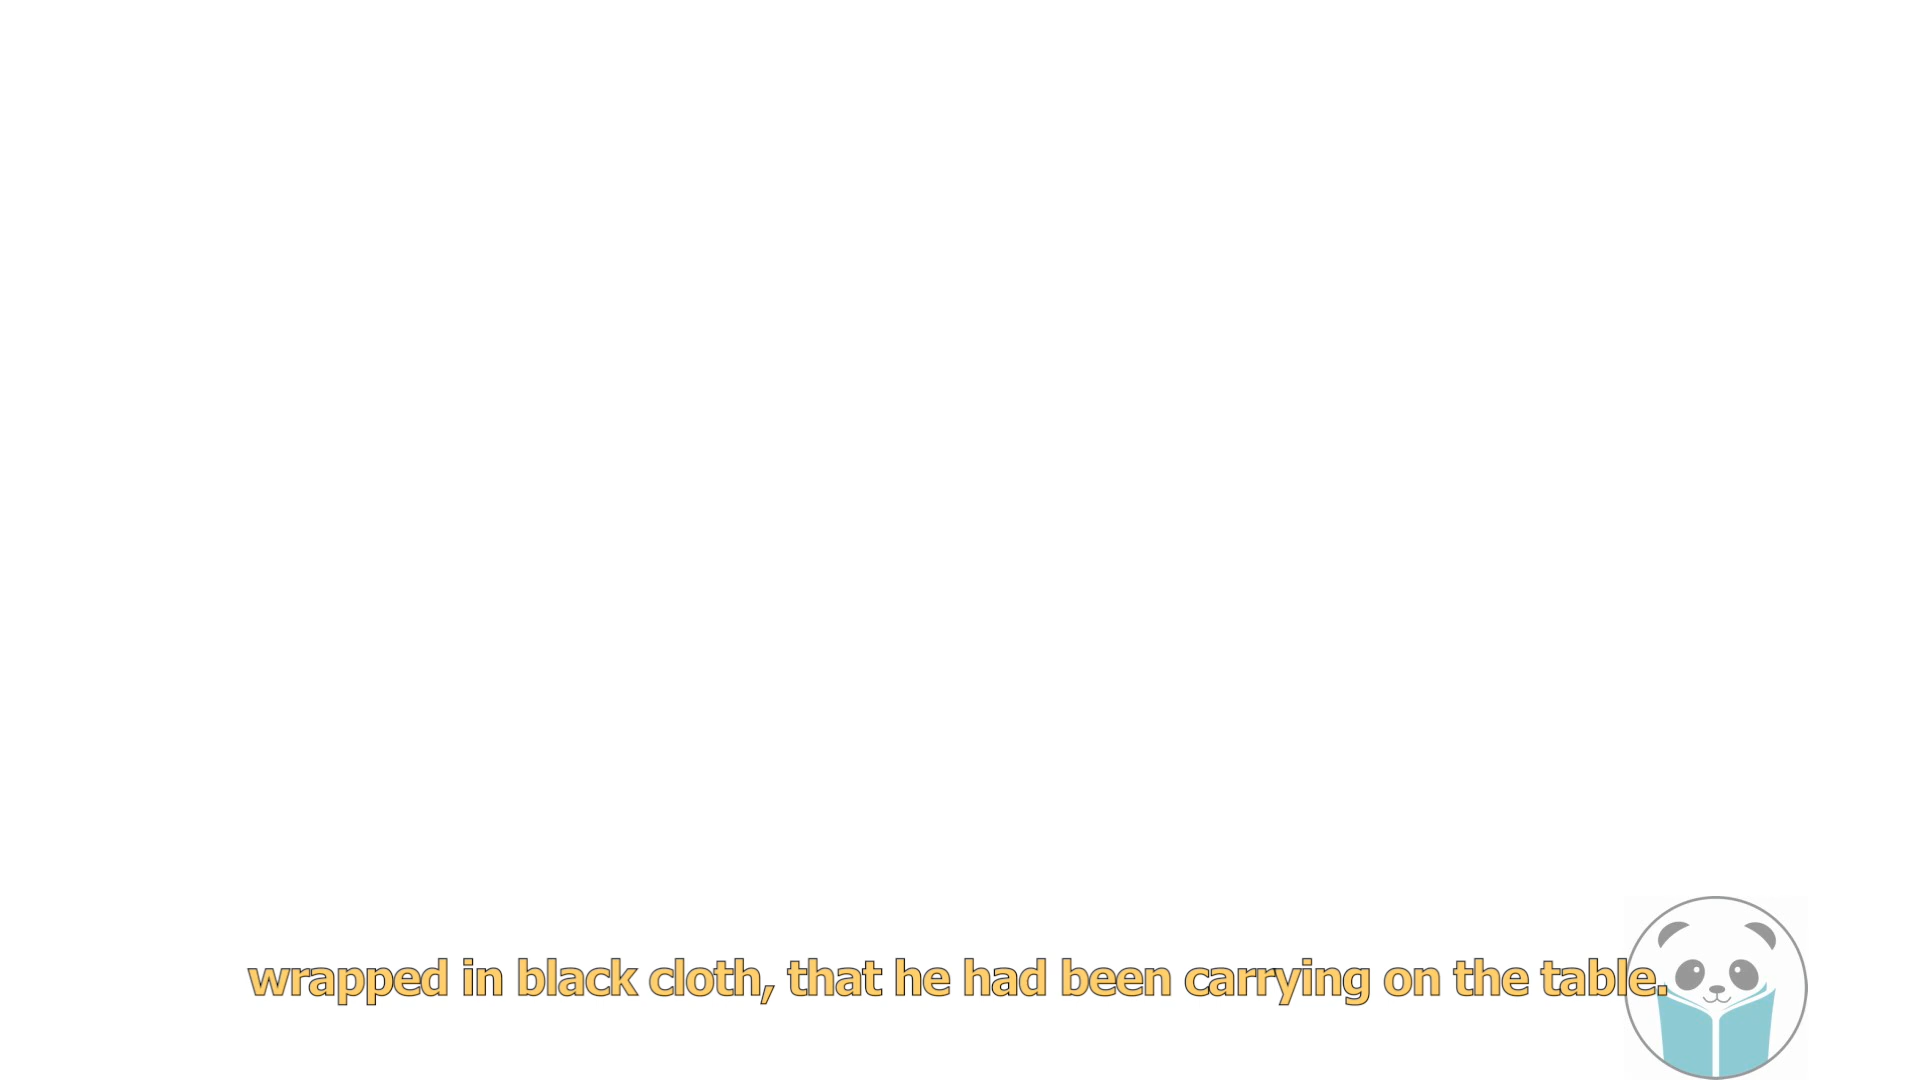 wrapped in black cloth, that he had been carrying on the table.